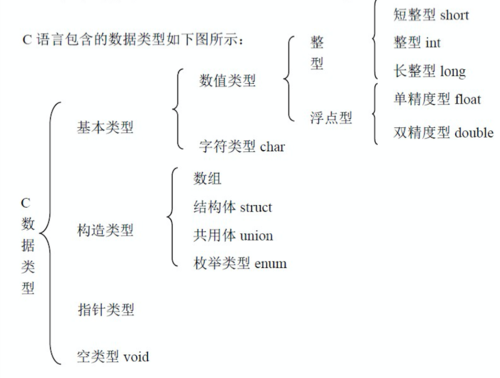 短整型 short
C 语言包含的数据类型如下图所示：
整型
整型 int
长整型 long
数值类型
单精度型 float
浮点型
基本类型
双精度型 double
字符类型 char
数组
C数据类型
结构体 struct
构造类型
共用体 union
枚举类型 enum
指针类型
空类型 void